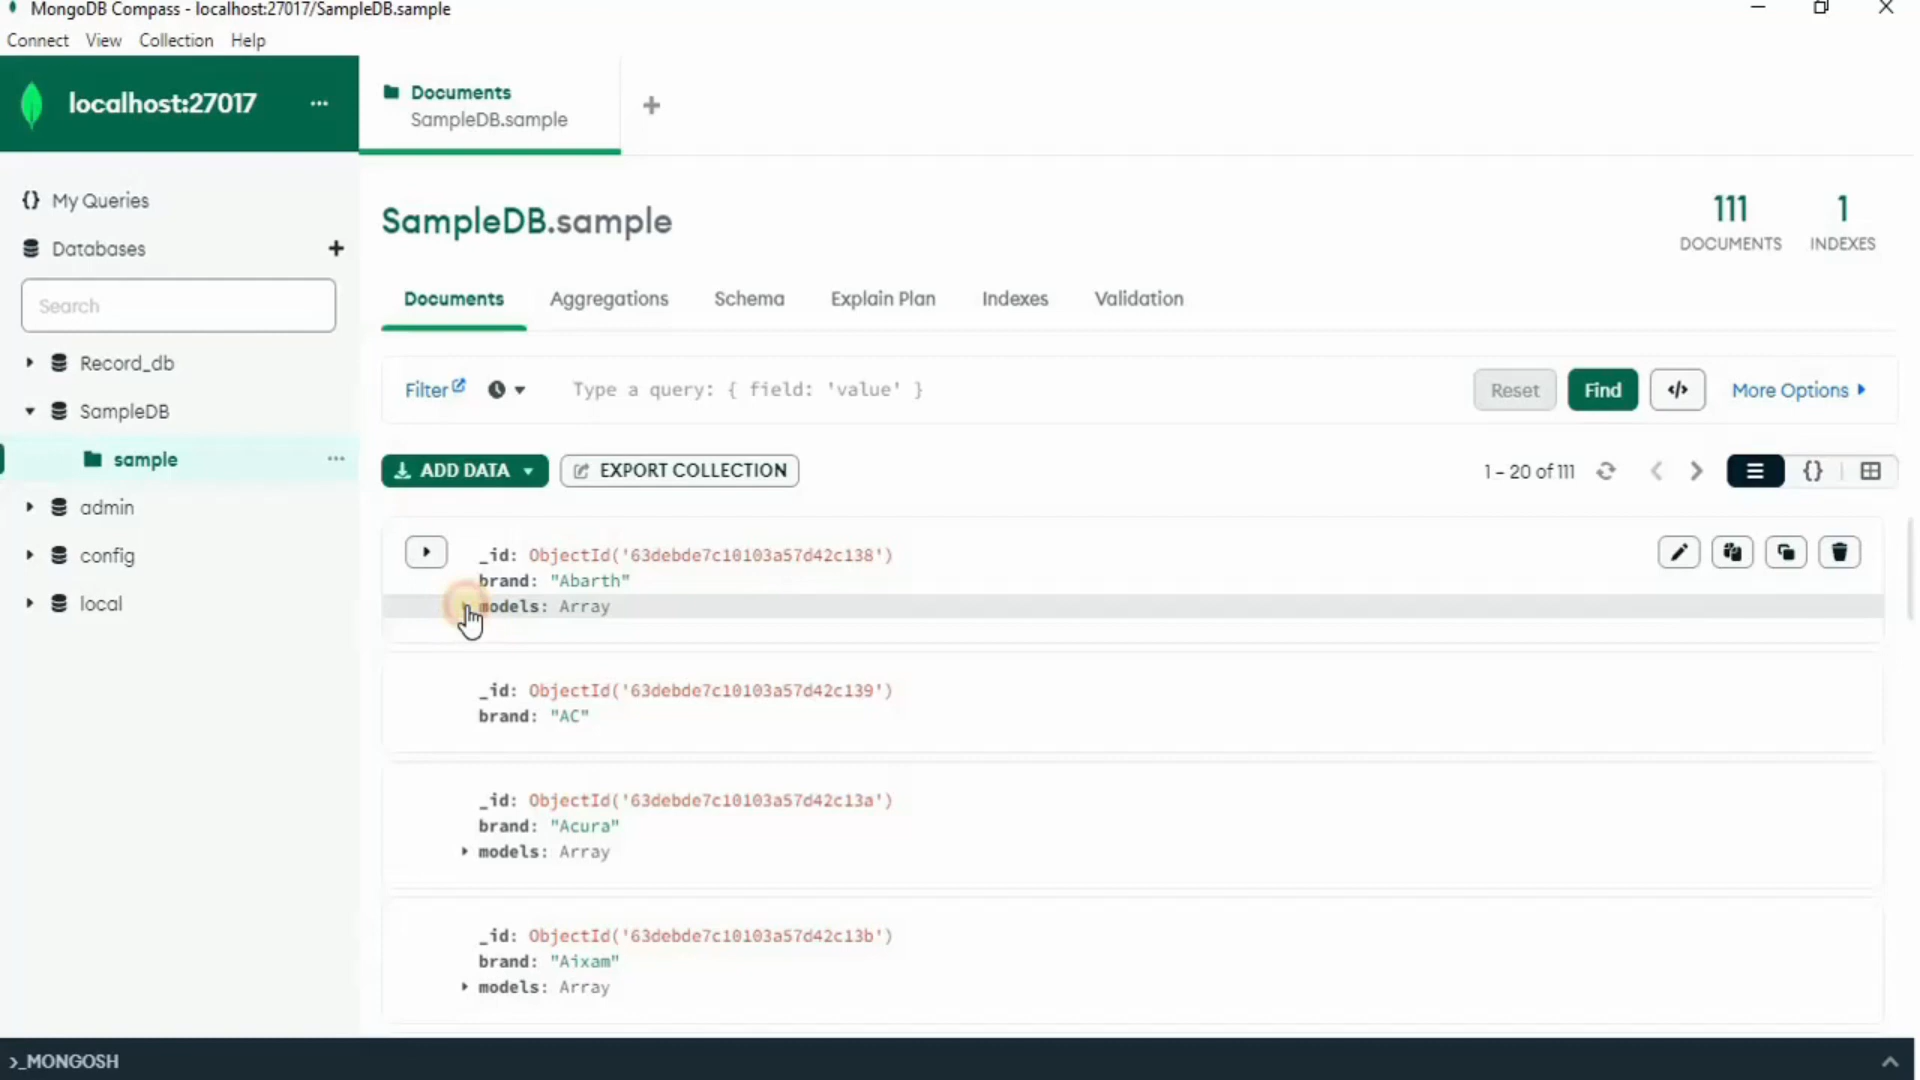 MongoDB Compass - localhost:27017/SampleDB.sample
Connect View Collection Help
localhost:27017 ...
Documents
SampleDB.sample
+
{} My Queries
Databases +
Search
Record_db
SampleDB
sample ...
admin
config
local
SampleDB.sample
111
DOCUMENTS
1
INDEXES
Documents Aggregations Schema Explain Plan Indexes Validation
Filter Type a query: { field: 'value' } Reset Find </> More Options
ADD DATA EXPORT COLLECTION 1 – 20 of 111 {}
_id: ObjectId('63debde7c10103a57d42c138')
brand: "Abarth"
models: Array
_id: ObjectId('63debde7c10103a57d42c139')
brand: "AC"
_id: ObjectId('63debde7c10103a57d42c13a')
brand: "Acura"
models: Array
_id: ObjectId('63debde7c10103a57d42c13b')
brand: "Aixam"
models: Array
>_MONGOSH